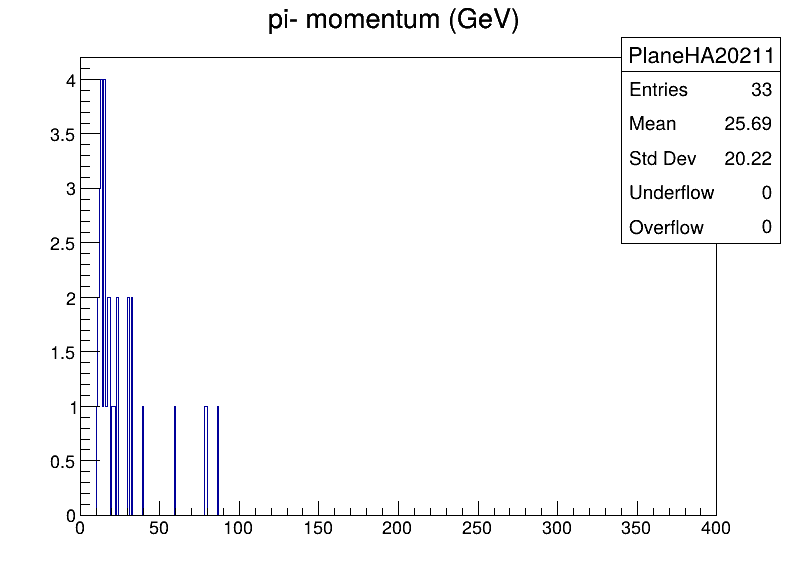 pi- momentum (GeV)
PlaneHA20211
Entries 33
Mean 25.69
Std Dev 20.22
Underflow 0
Overflow 0
4
3.5
3
2.5
2
1.5
1
0.5
0
0 50 100 150 200 250 300 350 400